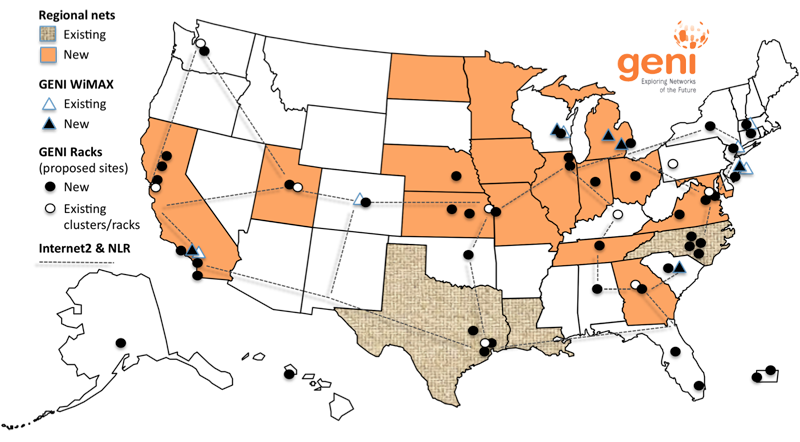 Regional nets
Existing
New
GENI WiMAX
Existing
New
GENI Racks
(proposed sites)
New
Existing
clusters/racks
Internet2 & NLR
geni
Exploring Networks
of the Future